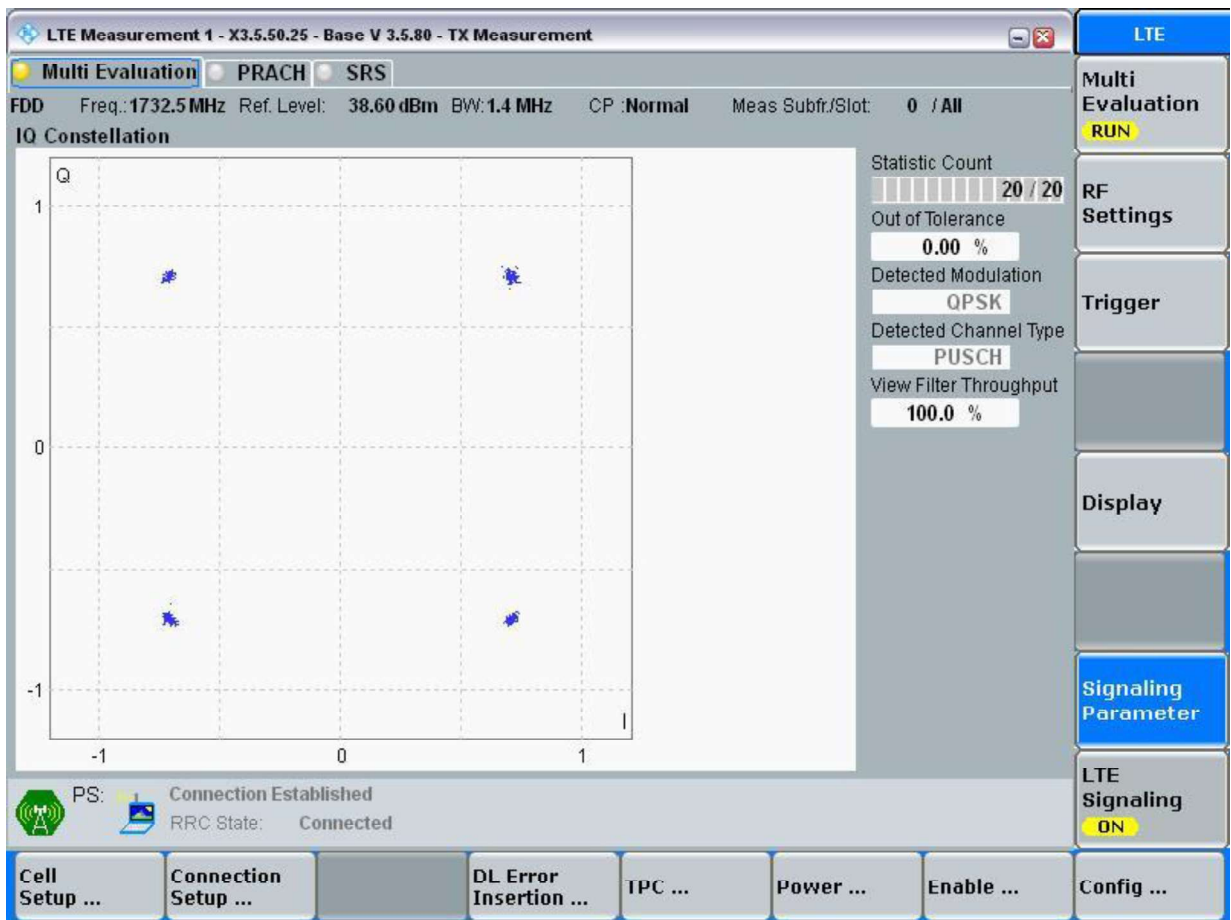 LTE Measurement 1 - X3.5.50.25 - Base V 3.5.80 - TX Measurement
LTE
Multi Evaluation PRACH SRS
FDD Freq.: 1732.5 MHz Ref. Level: 38.60 dBm BW: 1.4 MHz CP : Normal Meas Subfr./Slot: 0 / All
IQ Constellation
Q
1
0
-1
-1 0 1
I
Statistic Count
20 / 20
Out of Tolerance
0.00 %
Detected Modulation
QPSK
Detected Channel Type
PUSCH
View Filter Throughput
100.0 %
Multi
Evaluation
RUN
RF
Settings
Trigger
Display
Signaling
Parameter
LTE
Signaling
ON
PS: Connection Established
RRC State: Connected
Cell
Setup ...
Connection
Setup ...
DL Error
Insertion ...
TPC ...
Power ...
Enable ...
Config ...